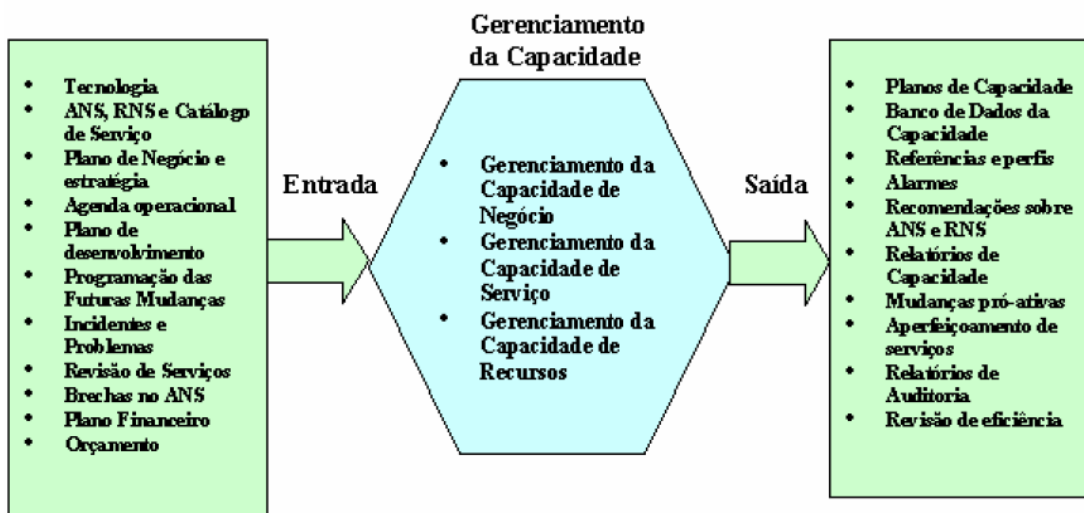 Gerenciamento
da Capacidade
• Tecnologia
• ANS, RNS e Catálogo
de Serviço
• Plano de Negócio e
estratégia
• Agenda operacional
• Plano de
desenvolvimento
• Programação das
Futuras Mudanças
• Incidentes e
Problemas
• Revisão de Serviços
• Brechas no ANS
• Plano Financeiro
• Orçamento
Entrada
• Gerenciamento da
Capacidade de
Negócio
• Gerenciamento da
Capacidade de
Serviço
• Gerenciamento da
Capacidade de
Recursos
Saída
• Planos de Capacidade
• Banco de Dados da
Capacidade
• Referências e perfis
• Alarmes
• Recomendações sobre
ANS e RNS
• Relatórios de
Capacidade
• Mudanças pró-ativas
• Aperfeiçoamento de
serviços
• Relatórios de
Auditoria
• Revisão de eficiência